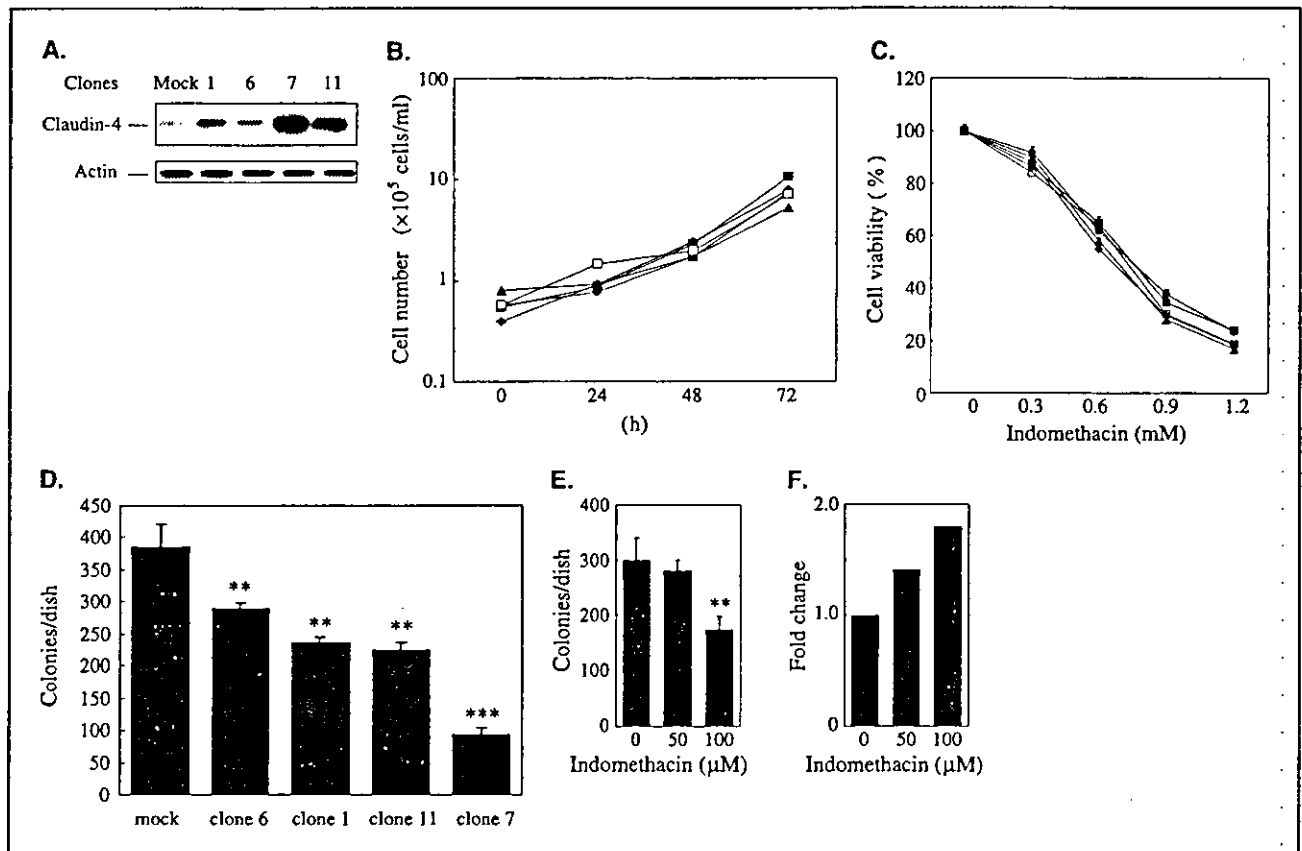 A.
Clones Mock 1 6 7 11
Claudin-4
Actin
B.
Cell number (×10⁵ cells/ml)
100
10
1
0.1
0 24 48 72
(h)
C.
Cell viability (%)
120
100
80
60
40
20
0
0 0.3 0.6 0.9 1.2
Indomethacin (mM)
D.
Colonies/dish
450
400
350
300
250
200
150
100
50
0
** ** ** ***
mock clone 6 clone 1 clone 11 clone 7
E.
Colonies/dish
400
300
200
100
0
**
0 50 100
Indomethacin (μM)
F.
Fold change
2.0
1.0
0
0 50 100
Indomethacin (μM)